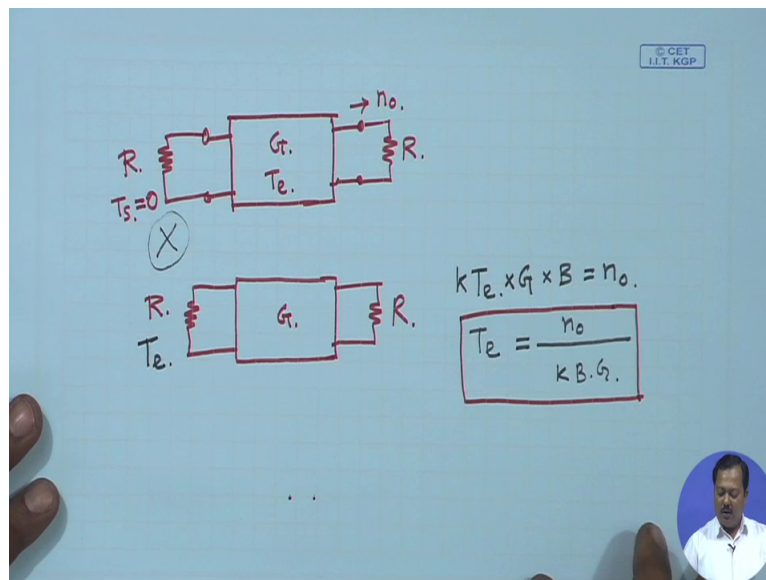 © CET
I.I.T. KGP
→ n₀.
R.
G.
Te.
R.
Ts.=0
X
R.
G.
R.
Te.
kTe.×G×B = n₀.
Te = n₀ / kB.G.